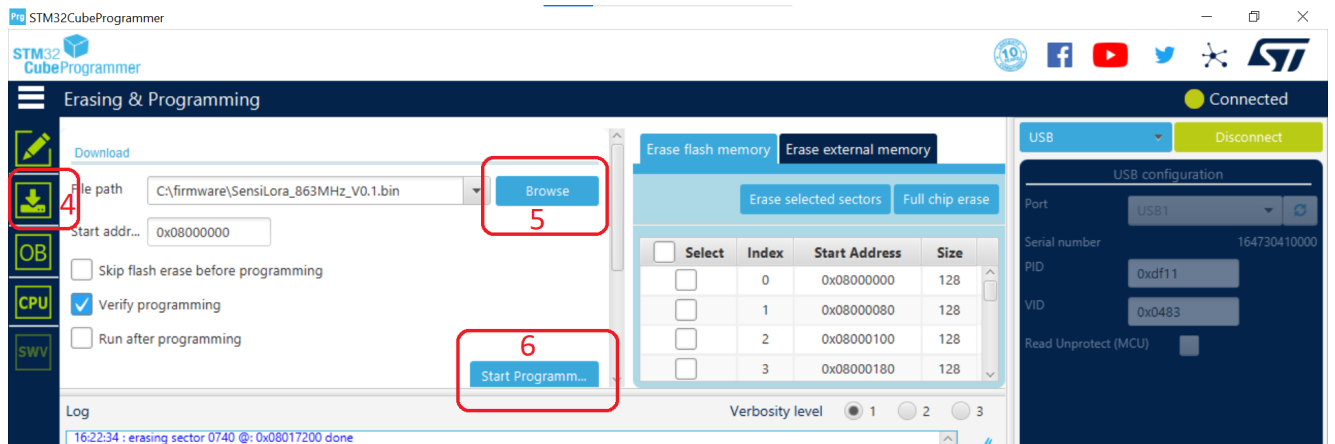 Prg STM32CubeProgrammer
STM32
CubeProgrammer
10
Erasing & Programming
Connected
Download
File path
C:\firmware\SensiLora_863MHz_V0.1.bin
Browse
4
5
Start addr...
0x08000000
OB
Skip flash erase before programming
CPU
Verify programming
Run after programming
SWV
6
Start Programm...
Erase flash memory
Erase external memory
Erase selected sectors
Full chip erase
Select Index Start Address Size
0 0x08000000 128
1 0x08000080 128
2 0x08000100 128
3 0x08000180 128
USB
Disconnect
USB configuration
Port
USB1
Serial number 164730410000
PID
0xdf11
VID
0x0483
Read Unprotect (MCU)
Log
Verbosity level 1 2 3
16:22:34 : erasing sector 0740 @: 0x08017200 done